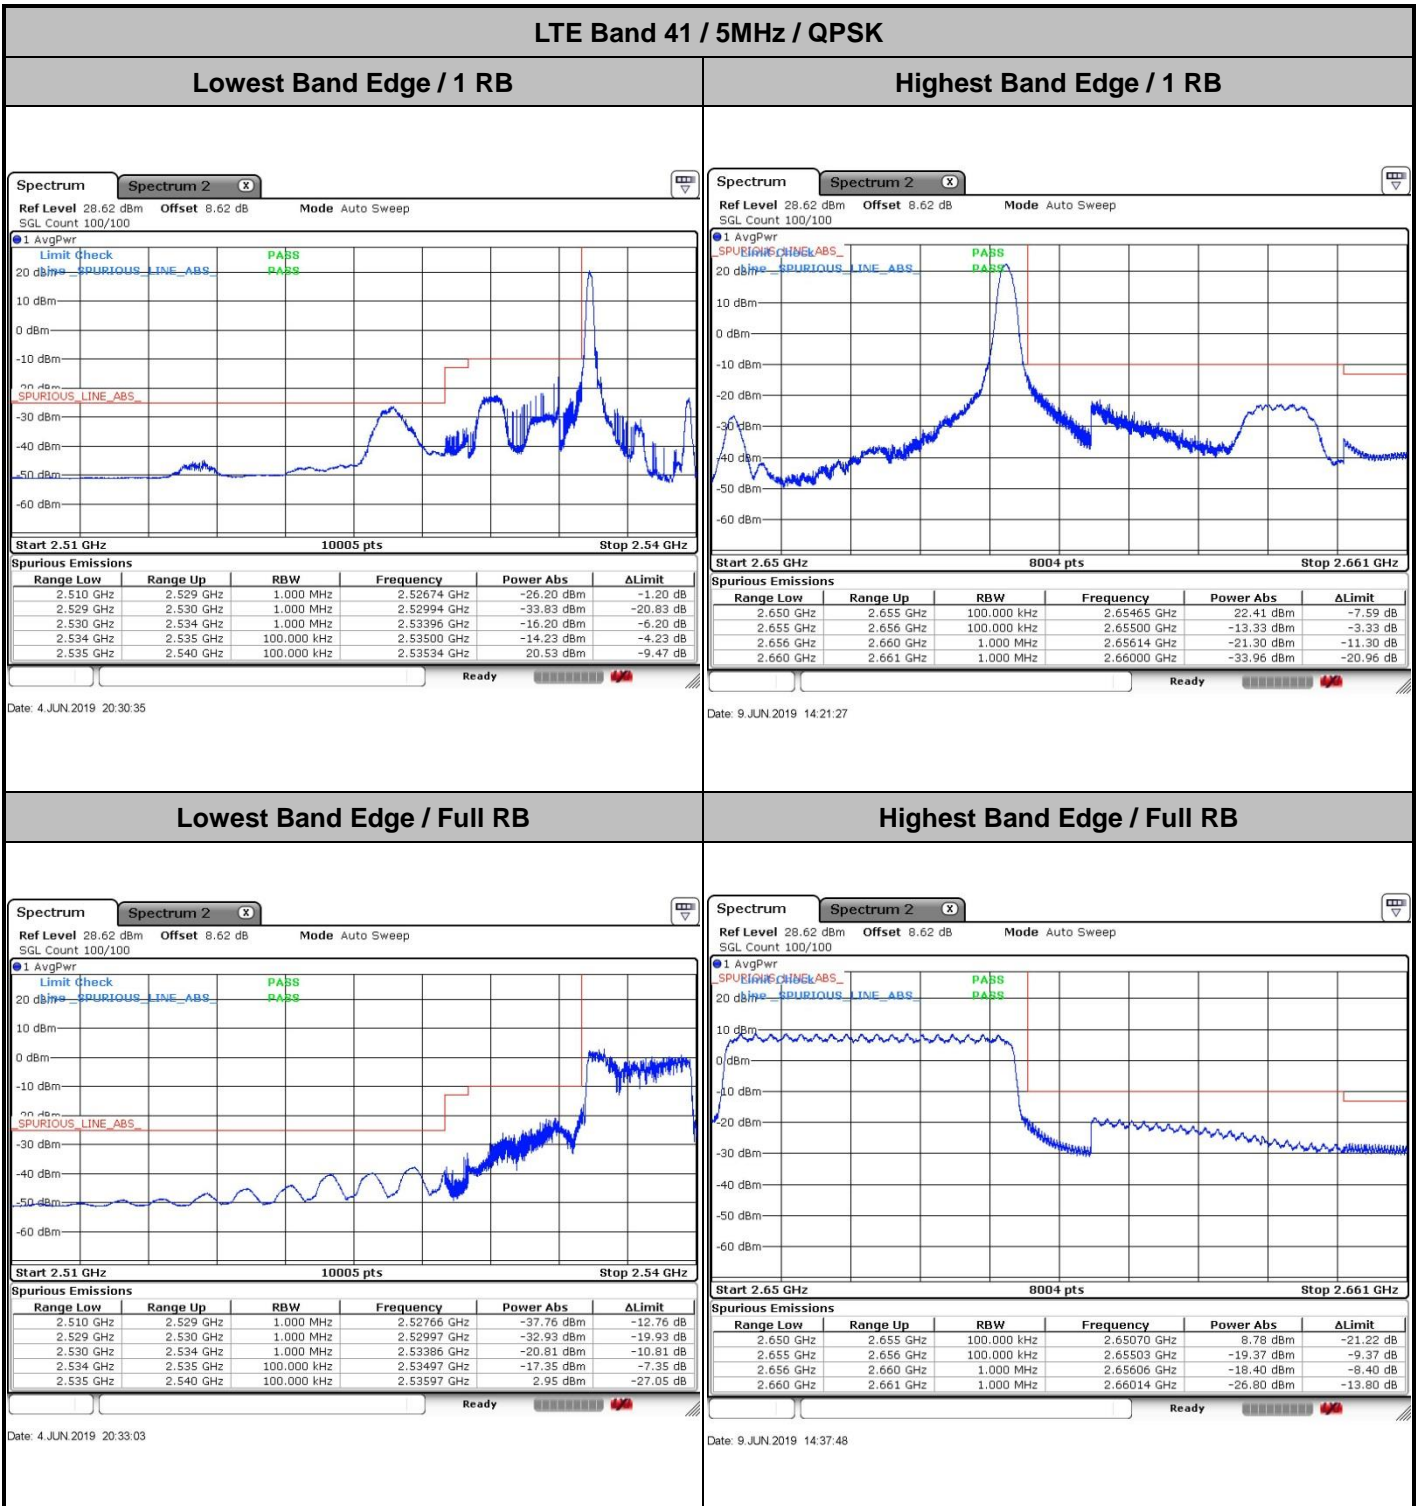 LTE Band 41 / 5MHz / QPSK
Lowest Band Edge / 1 RB
Highest Band Edge / 1 RB
Spectrum Spectrum 2 X
Ref Level 28.62 dBm Offset 8.62 dB Mode Auto Sweep
SGL Count 100/100
1 AvgPwr
Limit Check PASS
Line _SPURIOUS_LINE_ABS_ PASS
20 dBm
10 dBm
0 dBm
-10 dBm
-20 dBm
_SPURIOUS_LINE_ABS_
-30 dBm
-40 dBm
-50 dBm
-60 dBm
Start 2.51 GHz 10005 pts Stop 2.54 GHz
Spurious Emissions
Range Low Range Up RBW Frequency Power Abs ΔLimit
2.510 GHz 2.529 GHz 1.000 MHz 2.52674 GHz -26.20 dBm -1.20 dB
2.529 GHz 2.530 GHz 1.000 MHz 2.52994 GHz -33.83 dBm -20.83 dB
2.530 GHz 2.534 GHz 1.000 MHz 2.53396 GHz -16.20 dBm -6.20 dB
2.534 GHz 2.535 GHz 100.000 kHz 2.53500 GHz -14.23 dBm -4.23 dB
2.535 GHz 2.540 GHz 100.000 kHz 2.53534 GHz 20.53 dBm -9.47 dB
Ready
Date: 4.JUN.2019 20:30:35
Spectrum Spectrum 2 X
Ref Level 28.62 dBm Offset 8.62 dB Mode Auto Sweep
SGL Count 100/100
1 AvgPwr
_SPURIOUS_LINE_ABS_
Limit Check PASS
Line _SPURIOUS_LINE_ABS_ PASS
20 dBm
10 dBm
0 dBm
-10 dBm
-20 dBm
-30 dBm
-40 dBm
-50 dBm
-60 dBm
Start 2.65 GHz 8004 pts Stop 2.661 GHz
Spurious Emissions
Range Low Range Up RBW Frequency Power Abs ΔLimit
2.650 GHz 2.655 GHz 100.000 kHz 2.65465 GHz 22.41 dBm -7.59 dB
2.655 GHz 2.656 GHz 100.000 kHz 2.65500 GHz -13.33 dBm -3.33 dB
2.656 GHz 2.660 GHz 1.000 MHz 2.65614 GHz -21.30 dBm -11.30 dB
2.660 GHz 2.661 GHz 1.000 MHz 2.66000 GHz -33.96 dBm -20.96 dB
Ready
Date: 9.JUN.2019 14:21:27
Lowest Band Edge / Full RB
Highest Band Edge / Full RB
Spectrum Spectrum 2 X
Ref Level 28.62 dBm Offset 8.62 dB Mode Auto Sweep
SGL Count 100/100
1 AvgPwr
Limit Check PASS
Line _SPURIOUS_LINE_ABS_ PASS
20 dBm
10 dBm
0 dBm
-10 dBm
-20 dBm
_SPURIOUS_LINE_ABS_
-30 dBm
-40 dBm
-50 dBm
-60 dBm
Start 2.51 GHz 10005 pts Stop 2.54 GHz
Spurious Emissions
Range Low Range Up RBW Frequency Power Abs ΔLimit
2.510 GHz 2.529 GHz 1.000 MHz 2.52766 GHz -37.76 dBm -12.76 dB
2.529 GHz 2.530 GHz 1.000 MHz 2.52997 GHz -32.93 dBm -19.93 dB
2.530 GHz 2.534 GHz 1.000 MHz 2.53386 GHz -20.81 dBm -10.81 dB
2.534 GHz 2.535 GHz 100.000 kHz 2.53497 GHz -17.35 dBm -7.35 dB
2.535 GHz 2.540 GHz 100.000 kHz 2.53597 GHz 2.95 dBm -27.05 dB
Ready
Date: 4.JUN.2019 20:33:03
Spectrum Spectrum 2 X
Ref Level 28.62 dBm Offset 8.62 dB Mode Auto Sweep
SGL Count 100/100
1 AvgPwr
_SPURIOUS_LINE_ABS_
Limit Check PASS
Line _SPURIOUS_LINE_ABS_ PASS
20 dBm
10 dBm
0 dBm
-10 dBm
-20 dBm
-30 dBm
-40 dBm
-50 dBm
-60 dBm
Start 2.65 GHz 8004 pts Stop 2.661 GHz
Spurious Emissions
Range Low Range Up RBW Frequency Power Abs ΔLimit
2.650 GHz 2.655 GHz 100.000 kHz 2.65070 GHz 8.78 dBm -21.22 dB
2.655 GHz 2.656 GHz 100.000 kHz 2.65503 GHz -19.37 dBm -9.37 dB
2.656 GHz 2.660 GHz 1.000 MHz 2.65606 GHz -18.40 dBm -8.40 dB
2.660 GHz 2.661 GHz 1.000 MHz 2.66014 GHz -26.80 dBm -13.80 dB
Ready
Date: 9.JUN.2019 14:37:48